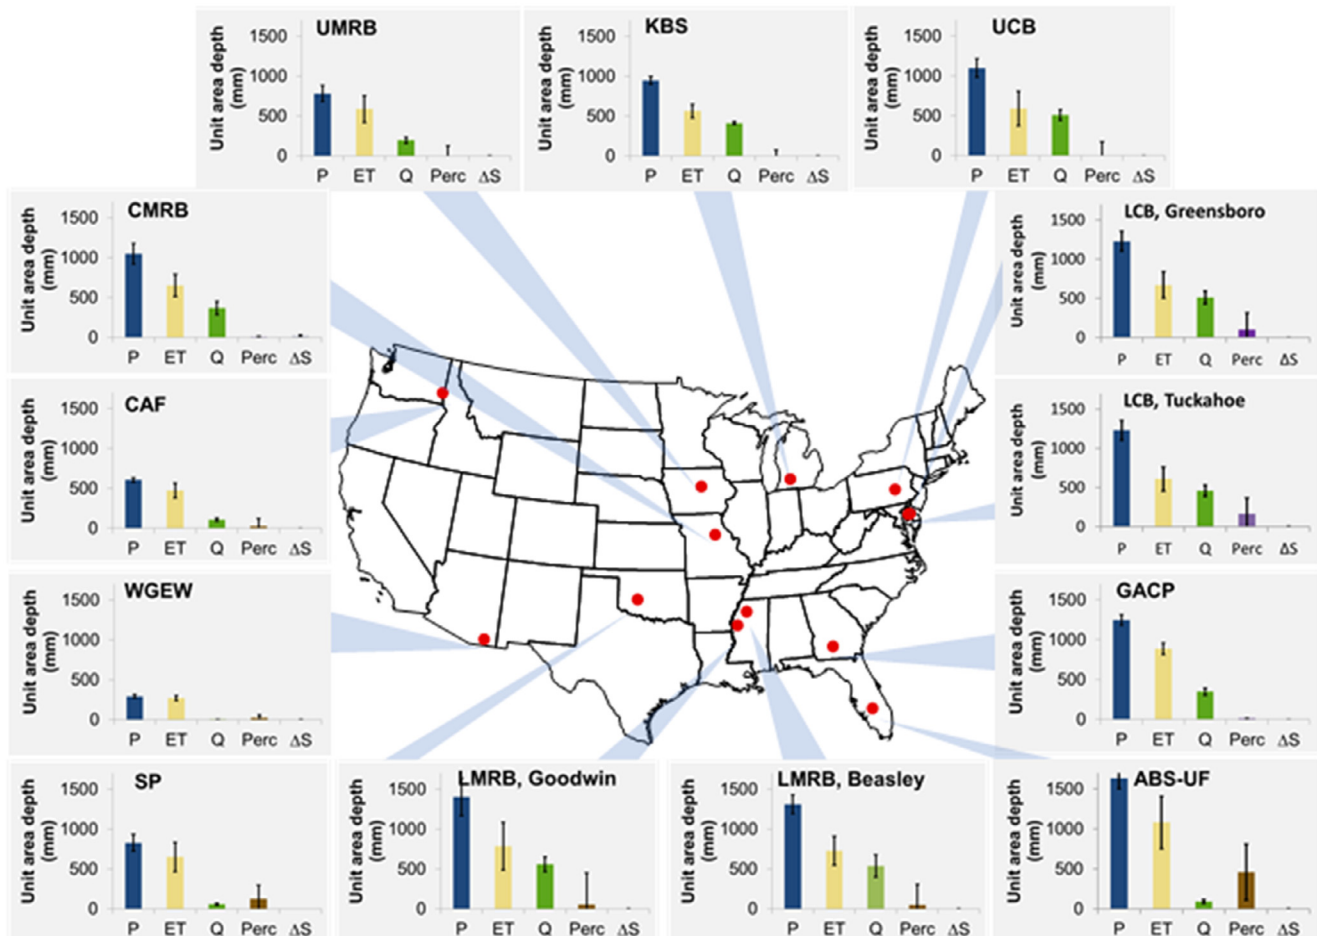 UMRB
Unit area depth
(mm)
1500
1000
500
0
P ET Q Perc ΔS
KBS
Unit area depth
(mm)
1500
1000
500
0
P ET Q Perc ΔS
UCB
Unit area depth
(mm)
1500
1000
500
0
P ET Q Perc ΔS
CMRB
Unit area depth
(mm)
1500
1000
500
0
P ET Q Perc ΔS
LCB, Greensboro
Unit area depth
(mm)
1500
1000
500
0
P ET Q Perc ΔS
CAF
Unit area depth
(mm)
1500
1000
500
0
P ET Q Perc ΔS
LCB, Tuckahoe
Unit area depth
(mm)
1500
1000
500
0
P ET Q Perc ΔS
WGEW
Unit area depth
(mm)
1500
1000
500
0
P ET Q Perc ΔS
GACP
Unit area depth
(mm)
1500
1000
500
0
P ET Q Perc ΔS
SP
Unit area depth
(mm)
1500
1000
500
0
P ET Q Perc ΔS
LMRB, Goodwin
Unit area depth
(mm)
1500
1000
500
0
P ET Q Perc ΔS
LMRB, Beasley
Unit area depth
(mm)
1500
1000
500
0
P ET Q Perc ΔS
ABS-UF
Unit area depth
(mm)
1500
1000
500
0
P ET Q Perc ΔS